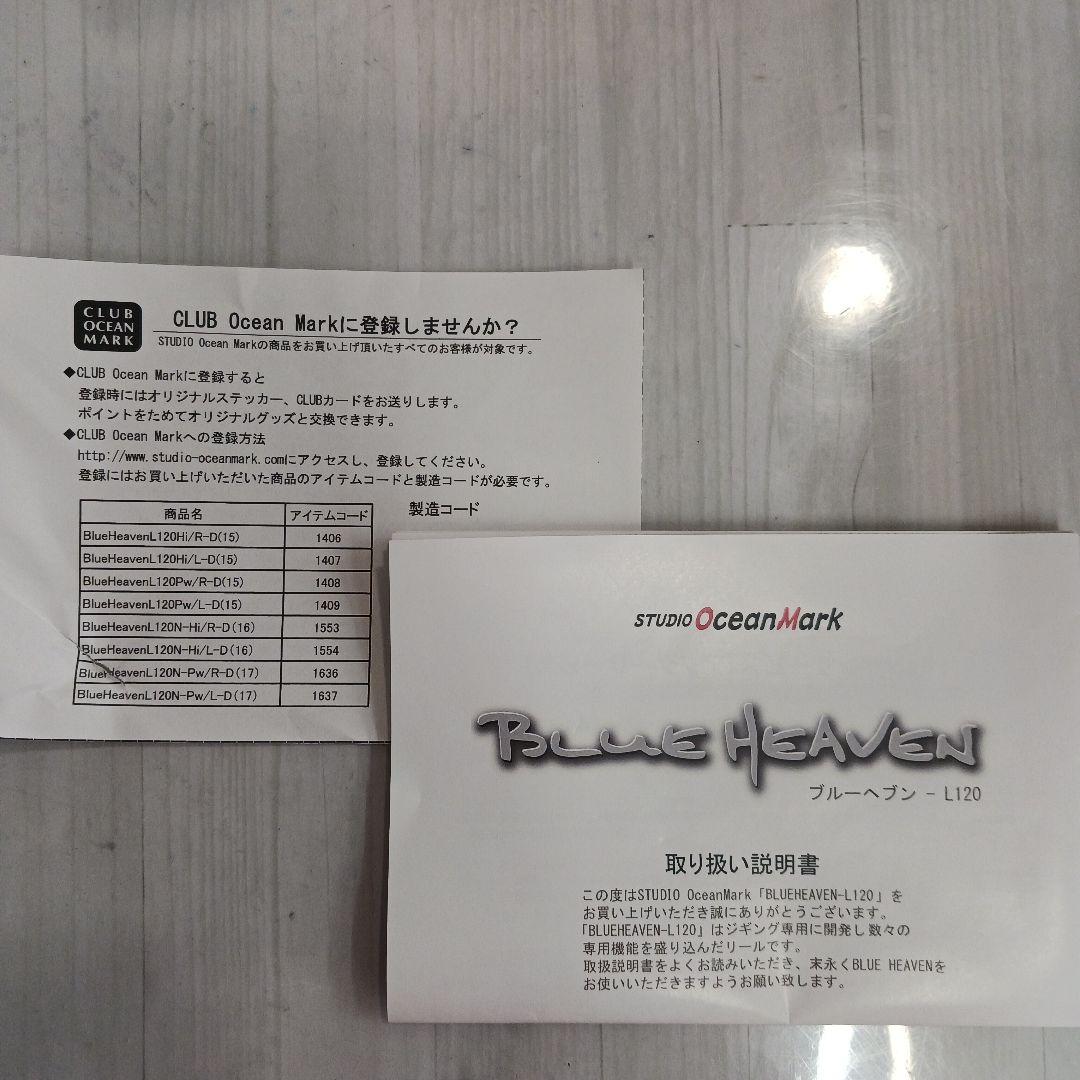 CLUB
OCEAN
MARK
CLUB Ocean Markに登録しませんか？
STUDIO Ocean Markの商品をお買い上げ頂いたすべてのお客様が対象です。
◆CLUB Ocean Markに登録すると
登録時にはオリジナルステッカー、CLUBカードをお送りします。
ポイントをためてオリジナルグッズと交換できます。
◆CLUB Ocean Markへの登録方法
http://www.studio-oceanmark.comにアクセスし、登録してください。
登録にはお買い上げいただいた商品のアイテムコードと製造コードが必要です。
製造コード
商品名 アイテムコード
BlueHeavenL120Hi/R-D(15) 1406
BlueHeavenL120Hi/L-D(15) 1407
BlueHeavenL120Pw/R-D(15) 1408
BlueHeavenL120Pw/L-D(15) 1409
BlueHeavenL120N-Hi/R-D(16) 1553
BlueHeavenL120N-Hi/L-D(16) 1554
BlueHeavenL120N-Pw/R-D(17) 1636
BlueHeavenL120N-Pw/L-D(17) 1637
STUDIO OceanMark
BLUE HEAVEN
ブルーヘブン - L120
取り扱い説明書
この度はSTUDIO OceanMark「BLUEHEAVEN-L120」を
お買い上げいただき誠にありがとうございます。
「BLUEHEAVEN-L120」はジギング専用に開発し数々の
専用機能を盛り込んだリールです。
取扱説明書をよくお読みいただき、末永くBLUE HEAVENを
お使いいただきますようお願い致します。